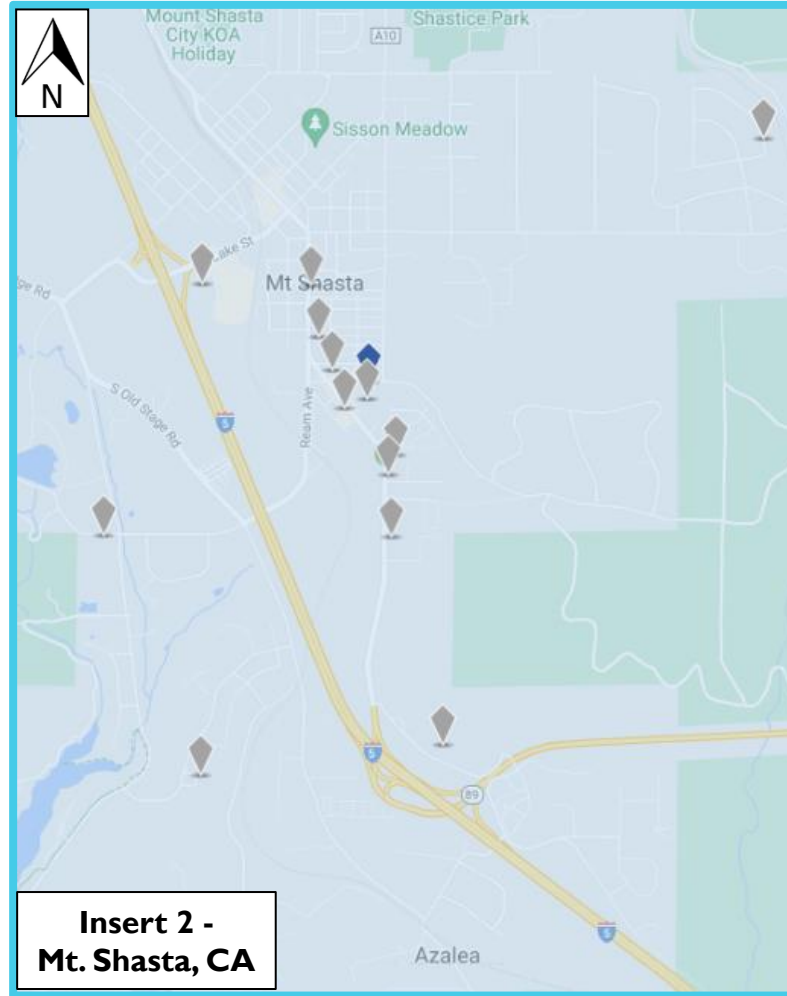 Mount Shasta
City KOA
Holiday
Shastice Park
A10
N
Sisson Meadow
Lake St
Mt Shasta
ge Rd
S Old Stage Rd
Ream Ave
5
5
89
5
Insert 2 -
Mt. Shasta, CA
Azalea